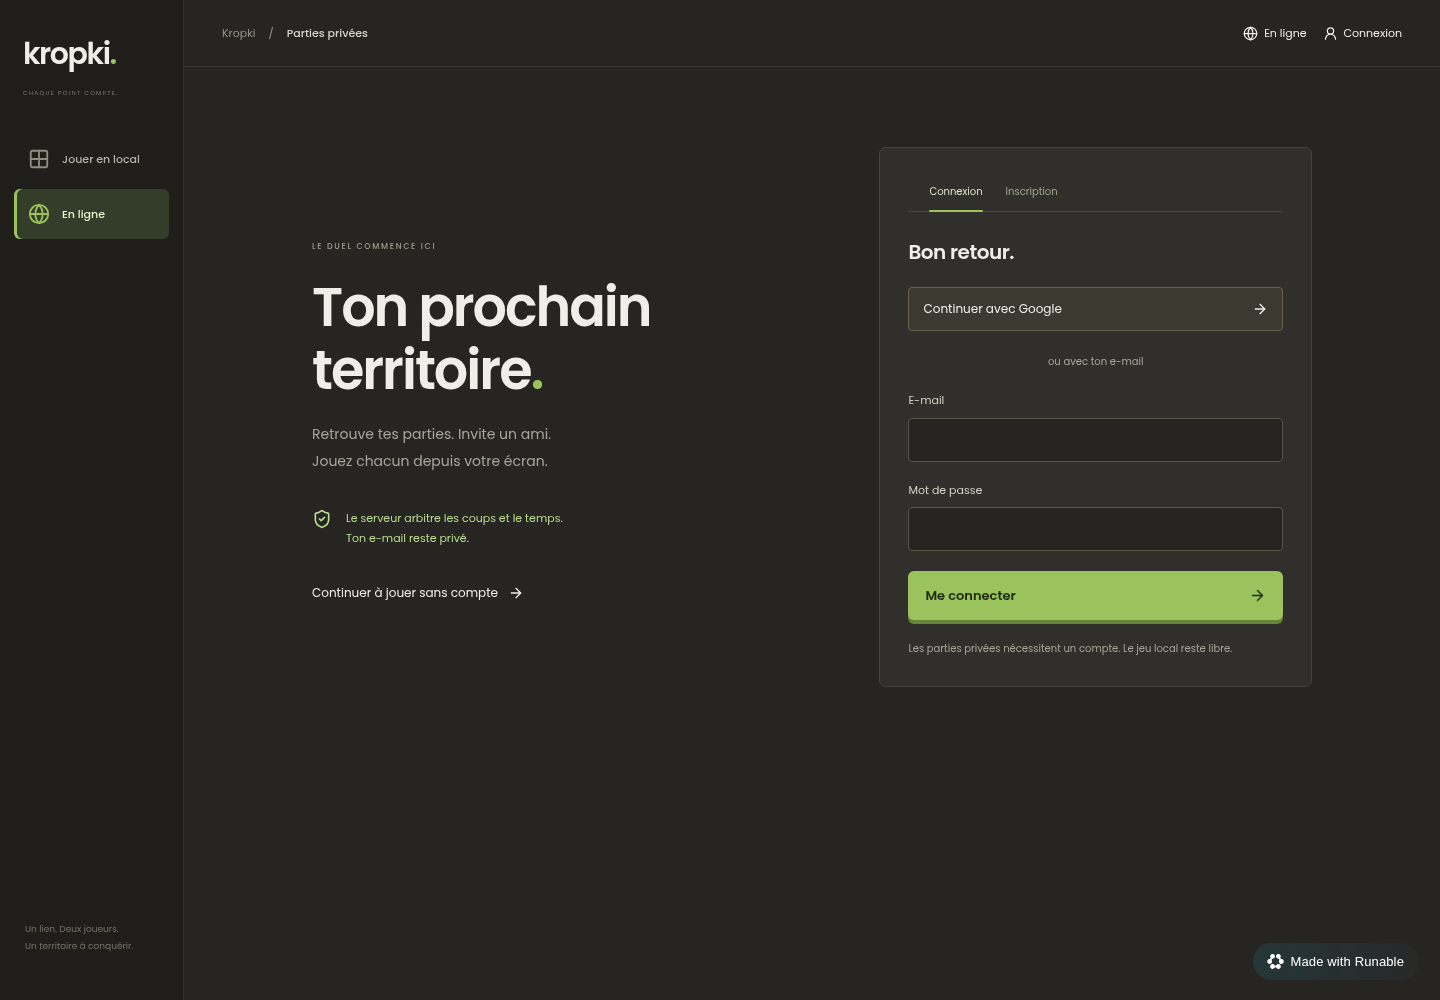 kropki.
CHAQUE POINT COMPTE.
Jouer en local
En ligne
Un lien. Deux joueurs.
Un territoire à conquérir.
Kropki / Parties privées
En ligne
Connexion
LE DUEL COMMENCE ICI
Ton prochain
territoire.
Retrouve tes parties. Invite un ami.
Jouez chacun depuis votre écran.
Le serveur arbitre les coups et le temps.
Ton e-mail reste privé.
Continuer à jouer sans compte
Connexion
Inscription
Bon retour.
Continuer avec Google
ou avec ton e-mail
E-mail
Mot de passe
Me connecter
Les parties privées nécessitent un compte. Le jeu local reste libre.
Made with Runable